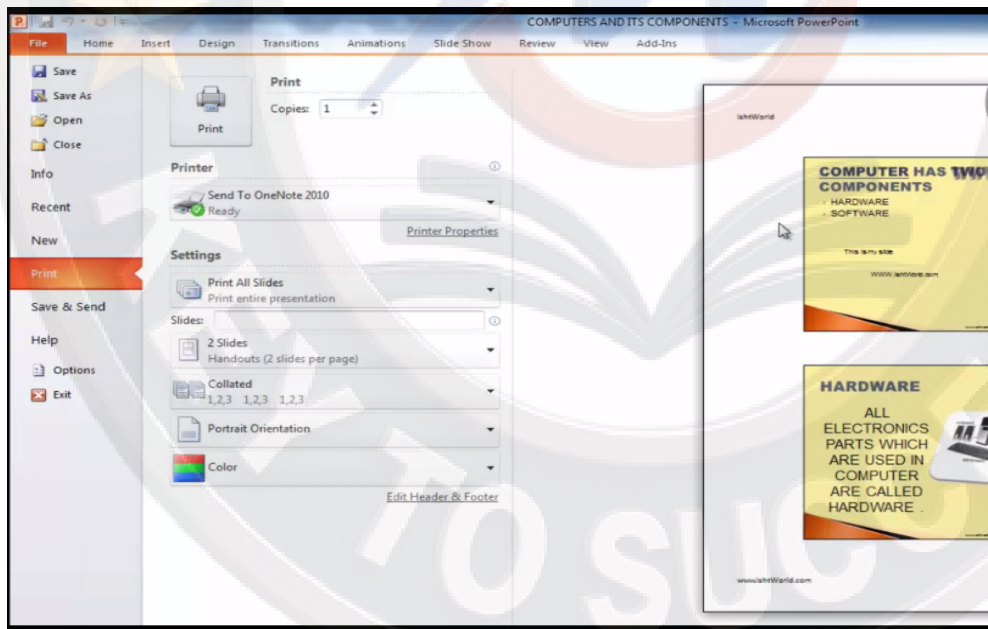 COMPUTERS AND ITS COMPONENTS - Microsoft PowerPoint
File Home Insert Design Transitions Animations Slide Show Review View Add-Ins
Save
Save As
Open
Close
Info
Recent
New
Print
Save & Send
Help
Options
Exit
Print
Print
Copies: 1
Printer
Send To OneNote 2010
Ready
Printer Properties
Settings
Print All Slides
Print entire presentation
Slides:
2 Slides
Handouts (2 slides per page)
Collated
1,2,3 1,2,3 1,2,3
Portrait Orientation
Color
Edit Header & Footer
IshtWorld
COMPUTER HAS TWO
COMPONENTS
- HARDWARE
- SOFTWARE
This is my slide
HARDWARE
ALL
ELECTRONICS
PARTS WHICH
ARE USED IN
COMPUTER
ARE CALLED
HARDWARE .
www.IshtWorld.com
KEY TO SUCC